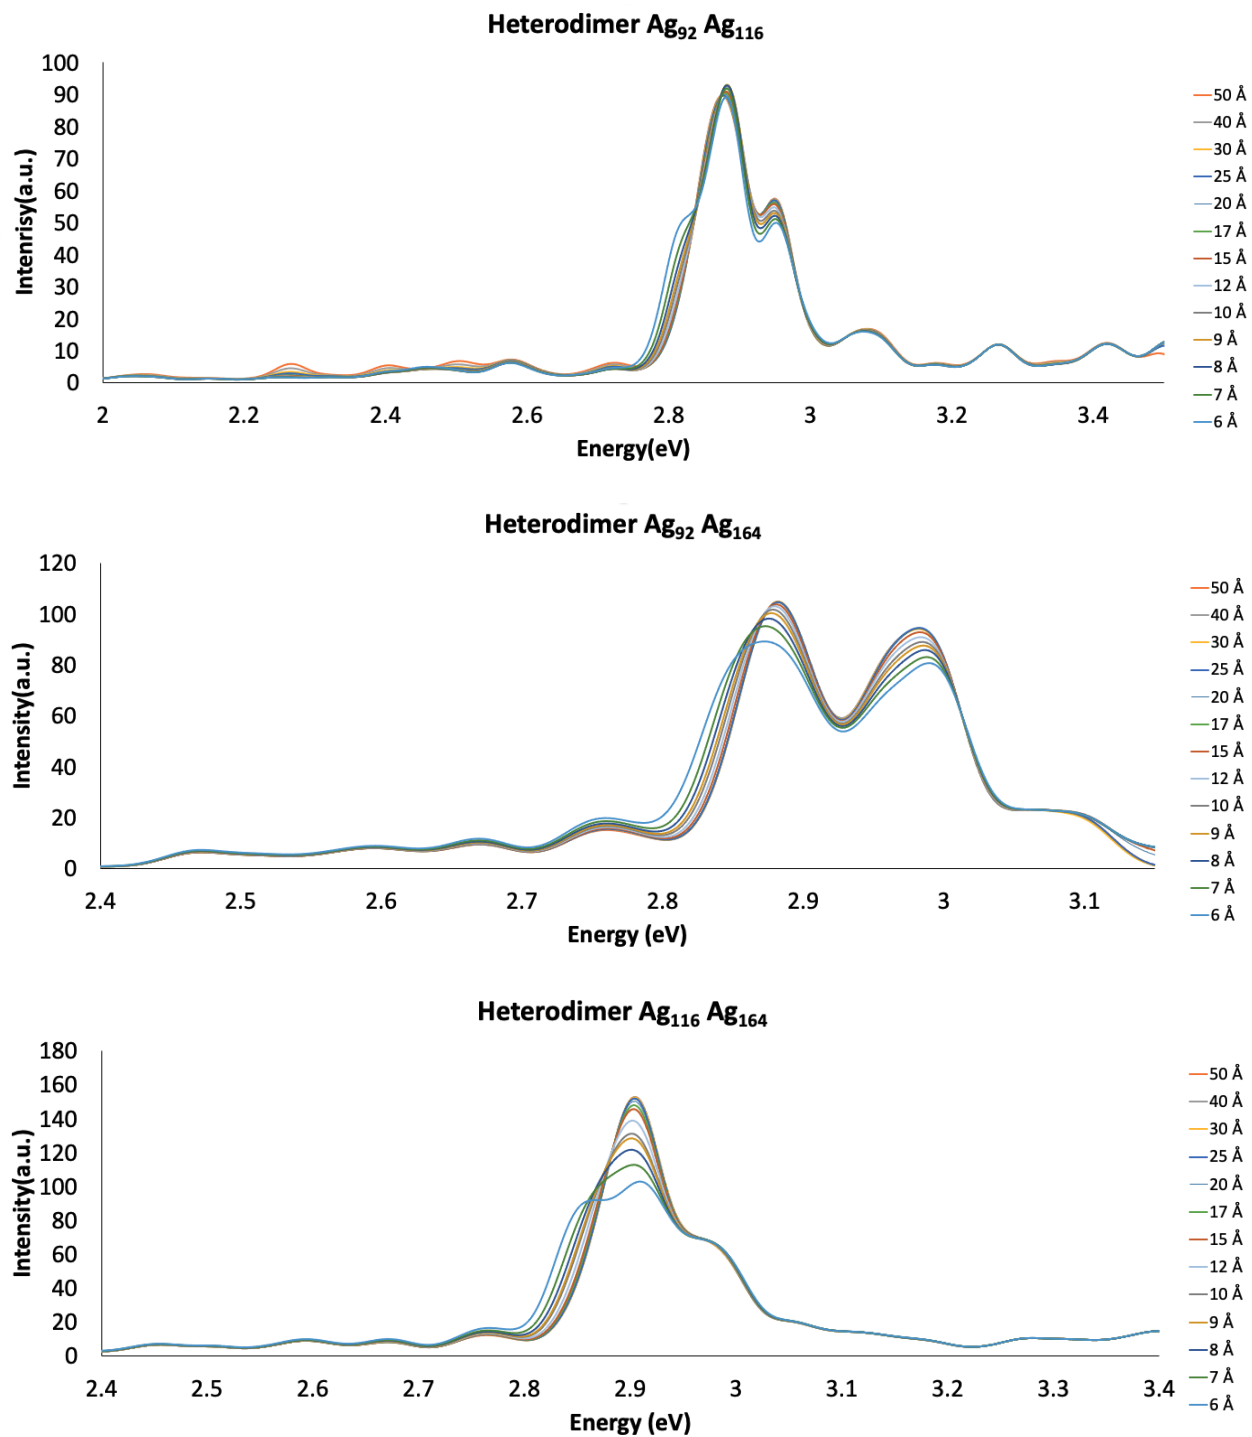 Heterodimer Ag92 Ag116
100
90
80
70
60
50
40
30
20
10
0
Intenrisy(a.u.)
2 2.2 2.4 2.6 2.8 3 3.2 3.4
Energy(eV)
50 Å
40 Å
30 Å
25 Å
20 Å
17 Å
15 Å
12 Å
10 Å
9 Å
8 Å
7 Å
6 Å
Heterodimer Ag92 Ag164
120
100
80
60
40
20
0
Intensity(a.u.)
2.4 2.5 2.6 2.7 2.8 2.9 3 3.1
Energy (eV)
50 Å
40 Å
30 Å
25 Å
20 Å
17 Å
15 Å
12 Å
10 Å
9 Å
8 Å
7 Å
6 Å
Heterodimer Ag116 Ag164
180
160
140
120
100
80
60
40
20
0
Intensity(a.u.)
2.4 2.5 2.6 2.7 2.8 2.9 3 3.1 3.2 3.3 3.4
Energy (eV)
50 Å
40 Å
30 Å
25 Å
20 Å
17 Å
15 Å
12 Å
10 Å
9 Å
8 Å
7 Å
6 Å